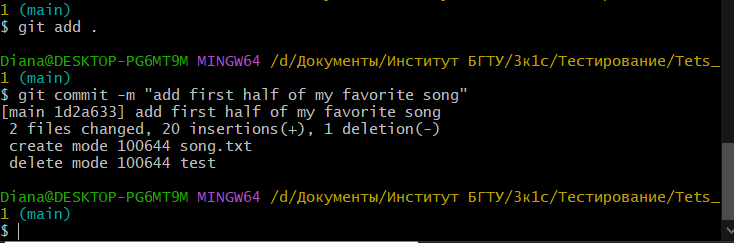 1 (main)
$ git add .
Diana@DESKTOP-PG6MT9M MINGW64 /d/Документы/Институт БГТУ/3к1с/Тестирование/Tets_
1 (main)
$ git commit -m "add first half of my favorite song"
[main 1d2a633] add first half of my favorite song
2 files changed, 20 insertions(+), 1 deletion(-)
create mode 100644 song.txt
delete mode 100644 test
Diana@DESKTOP-PG6MT9M MINGW64 /d/Документы/Институт БГТУ/3к1с/Тестирование/Tets_
1 (main)
$